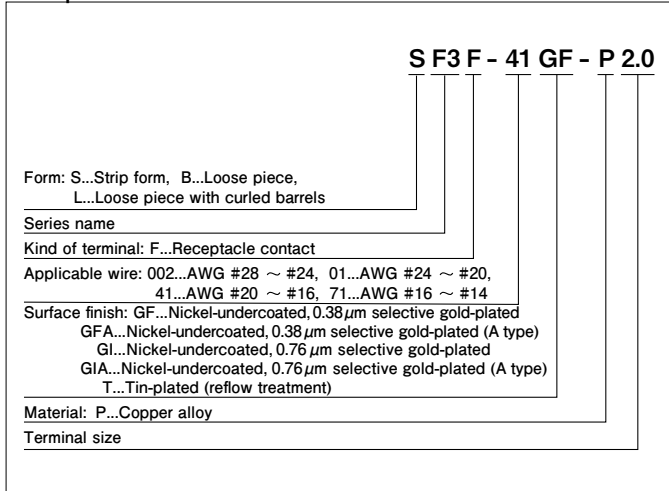 S F3 F - 41 GF - P 2.0
Form: S...Strip form, B...Loose piece,
L...Loose piece with curled barrels
Series name
Kind of terminal: F...Receptacle contact
Applicable wire: 002...AWG #28 ～ #24, 01...AWG #24 ～ #20,
41...AWG #20 ～ #16, 71...AWG #16 ～ #14
Surface finish: GF...Nickel-undercoated, 0.38μm selective gold-plated
GFA...Nickel-undercoated, 0.38μm selective gold-plated (A type)
GI...Nickel-undercoated, 0.76μm selective gold-plated
GIA...Nickel-undercoated, 0.76μm selective gold-plated (A type)
T...Tin-plated (reflow treatment)
Material: P...Copper alloy
Terminal size